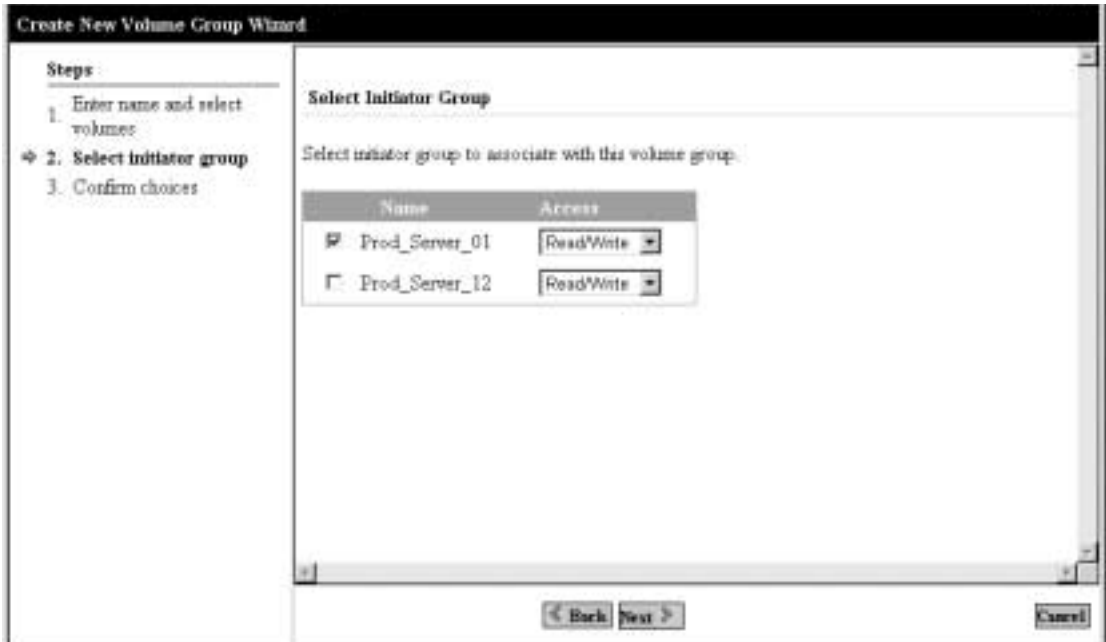 Create New Volume Group Wizard
Steps
1. Enter name and select
volumes
2. Select initiator group
3. Confirm choices
Select Initiator Group
Select initiator group to associate with this volume group.
Name Access
Prod_Server_01 Read/Write
Prod_Server_12 Read/Write
Back Next Cancel